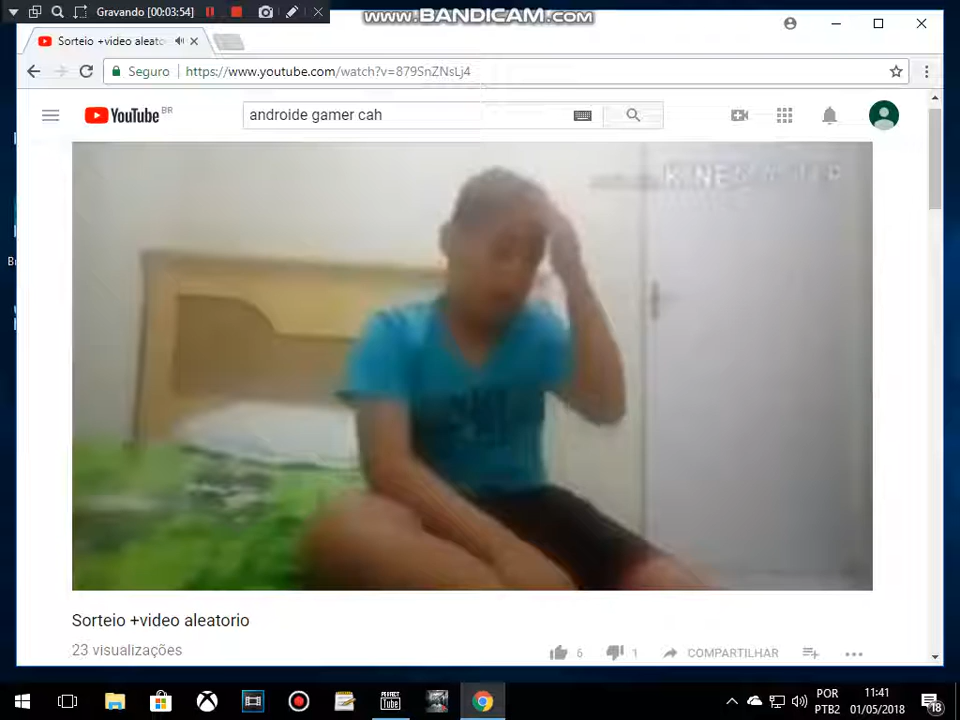 Gravando [00:03:54]
www.BANDICAM.com
Sorteio +video aleato
Seguro
https://www.youtube.com/watch?v=879SnZNsLj4
YouTube BR
androide gamer cah
Sorteio +video aleatorio
23 visualizações
6
1
COMPARTILHAR
POR
PTB2
11:41
01/05/2018
18